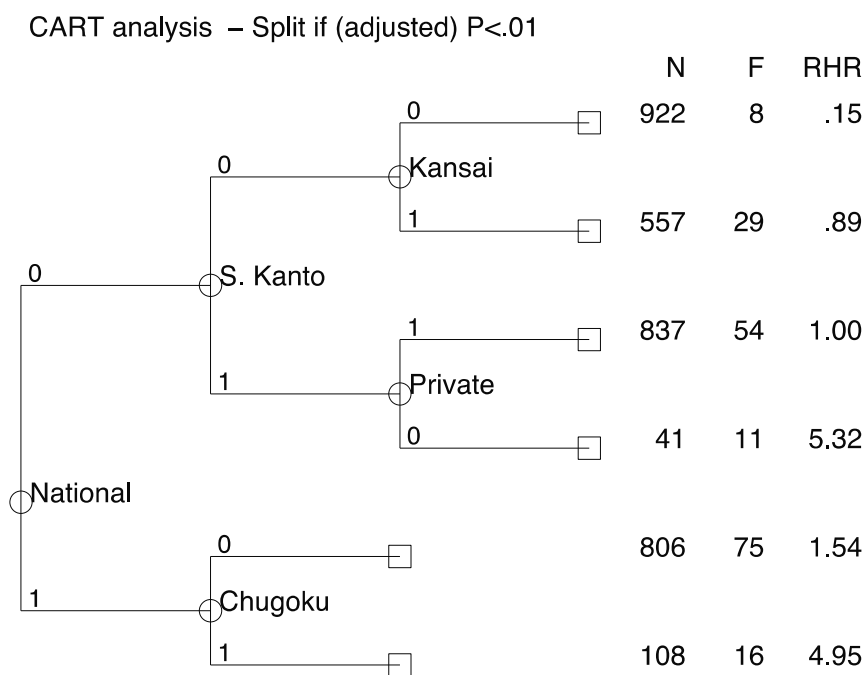 CART analysis – Split if (adjusted) P<.01
N F RHR
0 922 8 .15
Kansai
0
1 557 29 .89
S. Kanto
0
1 837 54 1.00
Private
1
0 41 11 5.32
National
0 806 75 1.54
Chugoku
1
1 108 16 4.95